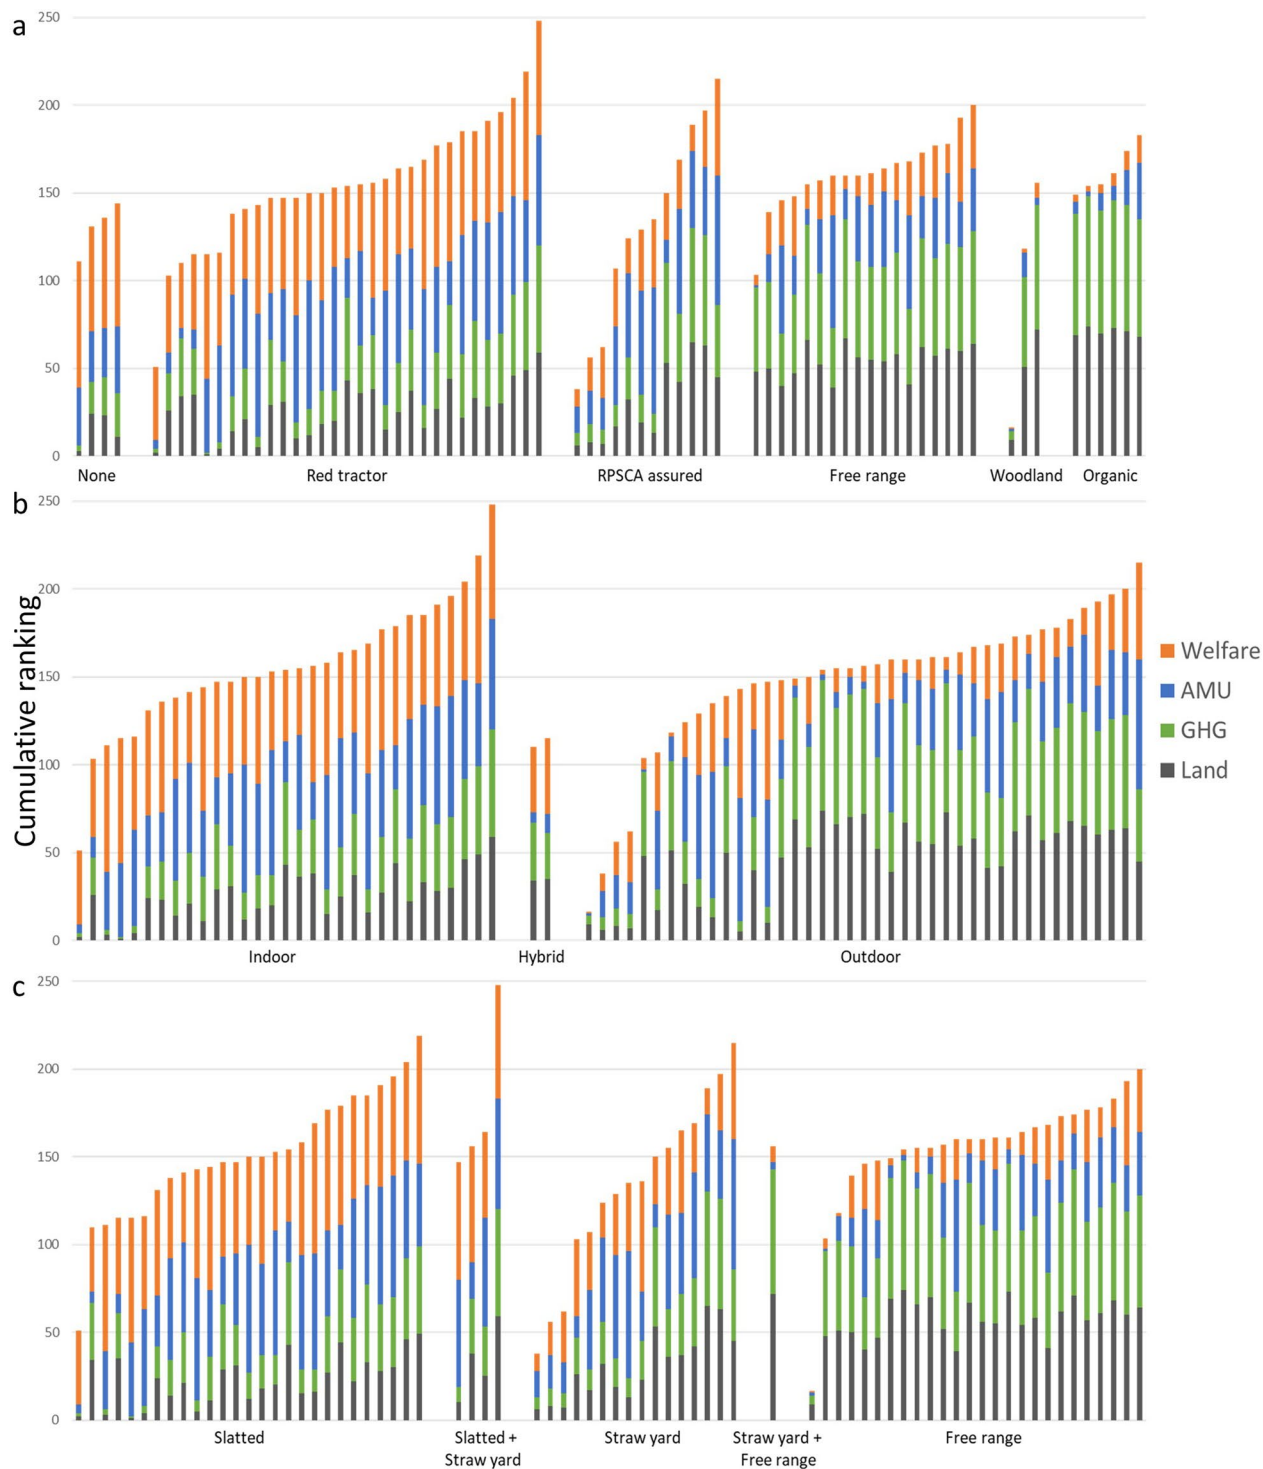 a
250
200
150
100
50
0
None Red tractor RPSCA assured Free range Woodland Organic
b
250
200
150
100
50
0
Indoor Hybrid Outdoor
Cumulative ranking
Welfare
AMU
GHG
Land
c
250
200
150
100
50
0
Slatted Slatted + Straw yard Straw yard + Free range
Straw yard Free range